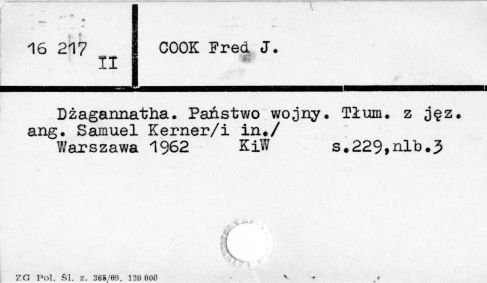 16 217 II
COOK Fred J.
Dżagannatha. Państwo wojny. Tłum. z jęz.
ang. Samuel Kerner/i in./
Warszawa 1962 KiW s.229,nlb.3
ZG Pol. Śl. z. 365/69. 120 000